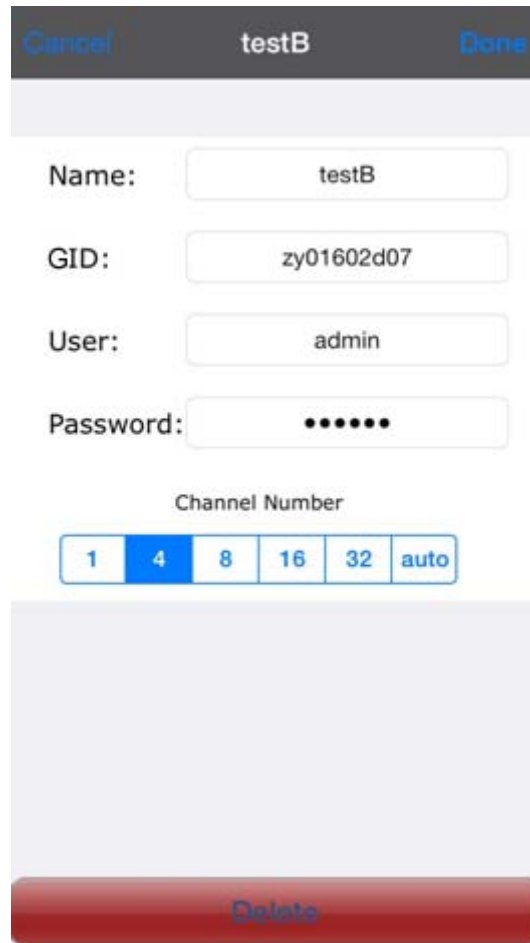 Cancel testB Done
Name: testB
GID: zy01602d07
User: admin
Password: ••••••
Channel Number
1 4 8 16 32 auto
Delete